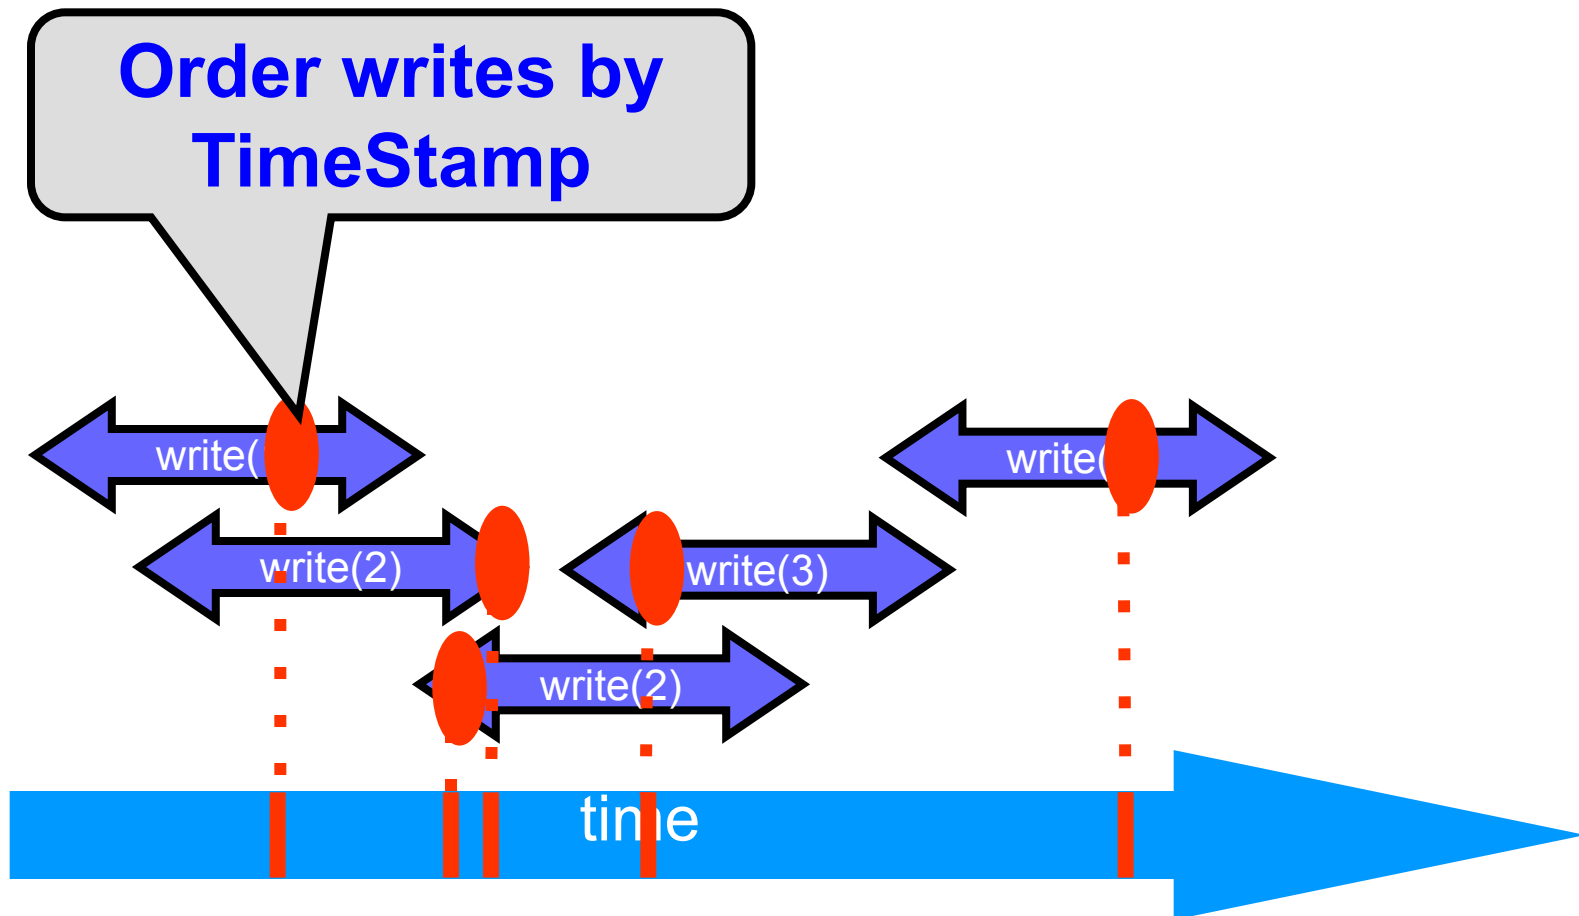 Order writes by
TimeStamp
write(
write(
write(2)
write(3)
write(2)
time